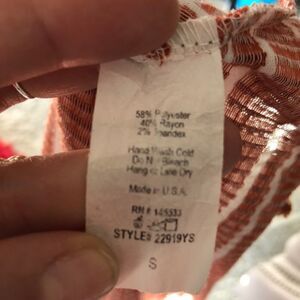 58% Polyester
40% Rayon
2% Spandex
Hand Wash Cold
Do Not Bleach
Hang or Line Dry
Made in U.S.A.
RN #
STYLE# 22919YS
S